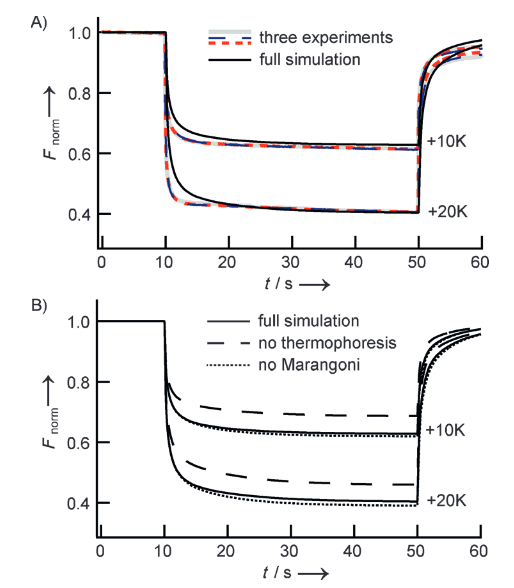 A)
1.0
0.8
0.6
0.4
F norm
three experiments
full simulation
+10K
+20K
0 10 20 30 40 50 60
t / s
B)
1.0
0.8
0.6
0.4
F norm
full simulation
no thermophoresis
no Marangoni
+10K
+20K
0 10 20 30 40 50 60
t / s